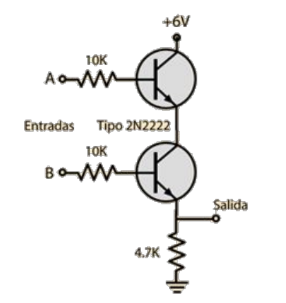 +6V
10K
A
Entradas Tipo 2N2222
10K
B
Salida
4.7K